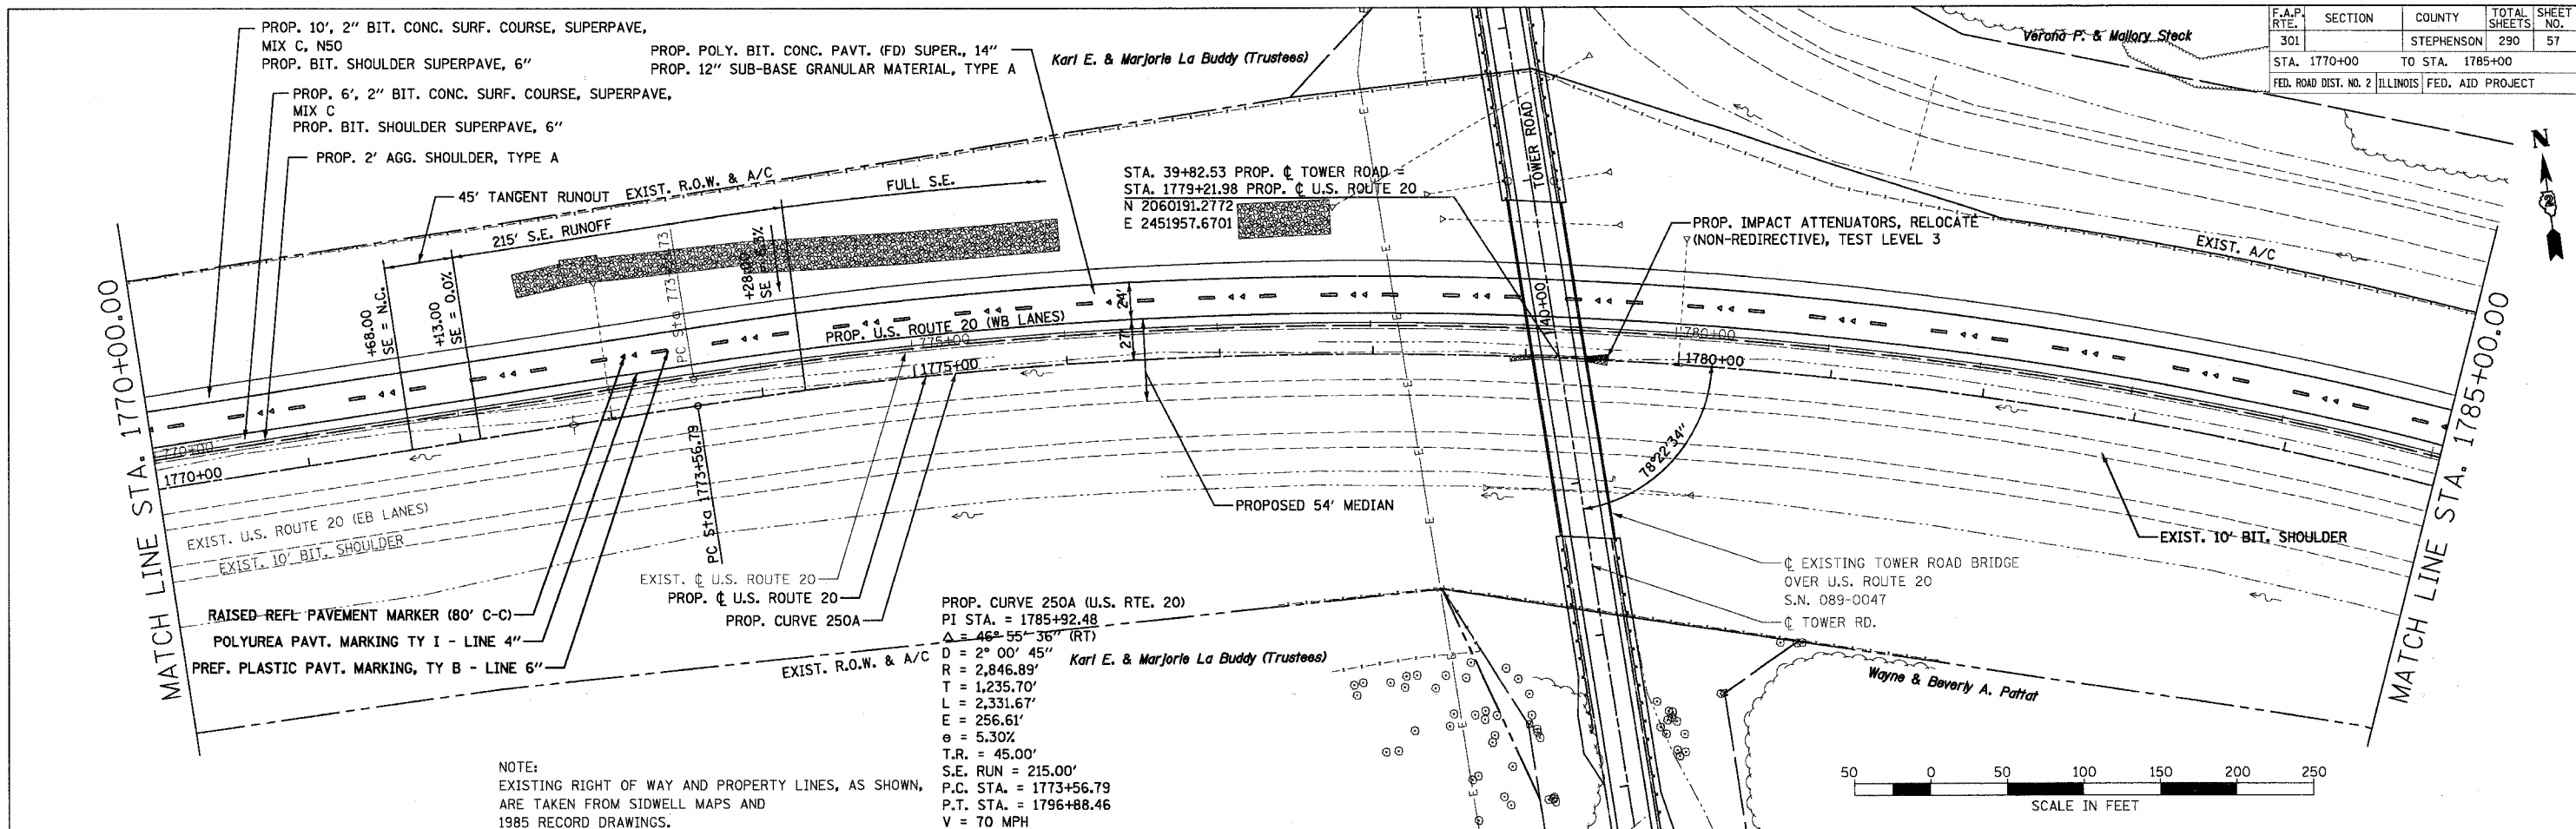 PROP. 10', 2" BIT. CONC. SURF. COURSE, SUPERPAVE,
MIX C, N50
PROP. BIT. SHOULDER SUPERPAVE, 6"
PROP. 6', 2" BIT. CONC. SURF. COURSE, SUPERPAVE,
MIX C
PROP. BIT. SHOULDER SUPERPAVE, 6"
PROP. 2' AGG. SHOULDER, TYPE A
PROP. POLY. BIT. CONC. PAVT. (FD) SUPER., 14"
PROP. 12" SUB-BASE GRANULAR MATERIAL, TYPE A
Karl E. & Marjorie La Buddy (Trustees)
Verona P. & Mallory Steck
F.A.P. RTE. SECTION COUNTY TOTAL SHEETS SHEET NO.
301 STEPHENSON 290 57
STA. 1770+00 TO STA. 1785+00
FED. ROAD DIST. NO. 2 ILLINOIS FED. AID PROJECT
N
45' TANGENT RUNOUT
EXIST. R.O.W. & A/C
FULL S.E.
215' S.E. RUNOFF
+68.00
SE = N.C.
+13.00
SE = 0.0%
+28.00
SE = 5.3%
STA. 39+82.53 PROP. ℄ TOWER ROAD =
STA. 1779+21.98 PROP. ℄ U.S. ROUTE 20
N 2060191.2772
E 2451957.6701
TOWER ROAD
40+00
PROP. IMPACT ATTENUATORS, RELOCATE
(NON-REDIRECTIVE), TEST LEVEL 3
EXIST. A/C
MATCH LINE STA. 1770+00.00
MATCH LINE STA. 1785+00.00
PROP. U.S. ROUTE 20 (WB LANES)
24'
27'
775+00
1775+00
780+00
1780+00
770+00
1770+00
EXIST. U.S. ROUTE 20 (EB LANES)
EXIST. 10' BIT. SHOULDER
PC Sta 1773+56.79
78°22'34"
PROPOSED 54' MEDIAN
EXIST. 10' BIT. SHOULDER
RAISED REFL PAVEMENT MARKER (80' C-C)
POLYUREA PAVT. MARKING TY I - LINE 4"
PREF. PLASTIC PAVT. MARKING, TY B - LINE 6"
EXIST. ℄ U.S. ROUTE 20
PROP. ℄ U.S. ROUTE 20
PROP. CURVE 250A
EXIST. R.O.W. & A/C
PROP. CURVE 250A (U.S. RTE. 20)
PI STA. = 1785+92.48
Δ = 46° 55' 36" (RT)
D = 2° 00' 45"
R = 2,846.89'
T = 1,235.70'
L = 2,331.67'
E = 256.61'
e = 5.30%
T.R. = 45.00'
S.E. RUN = 215.00'
P.C. STA. = 1773+56.79
P.T. STA. = 1796+88.46
V = 70 MPH
Karl E. & Marjorie La Buddy (Trustees)
℄ EXISTING TOWER ROAD BRIDGE
OVER U.S. ROUTE 20
S.N. 089-0047
℄ TOWER RD.
Wayne & Beverly A. Pattat
NOTE:
EXISTING RIGHT OF WAY AND PROPERTY LINES, AS SHOWN,
ARE TAKEN FROM SIDWELL MAPS AND
1985 RECORD DRAWINGS.
50 0 50 100 150 200 250
SCALE IN FEET